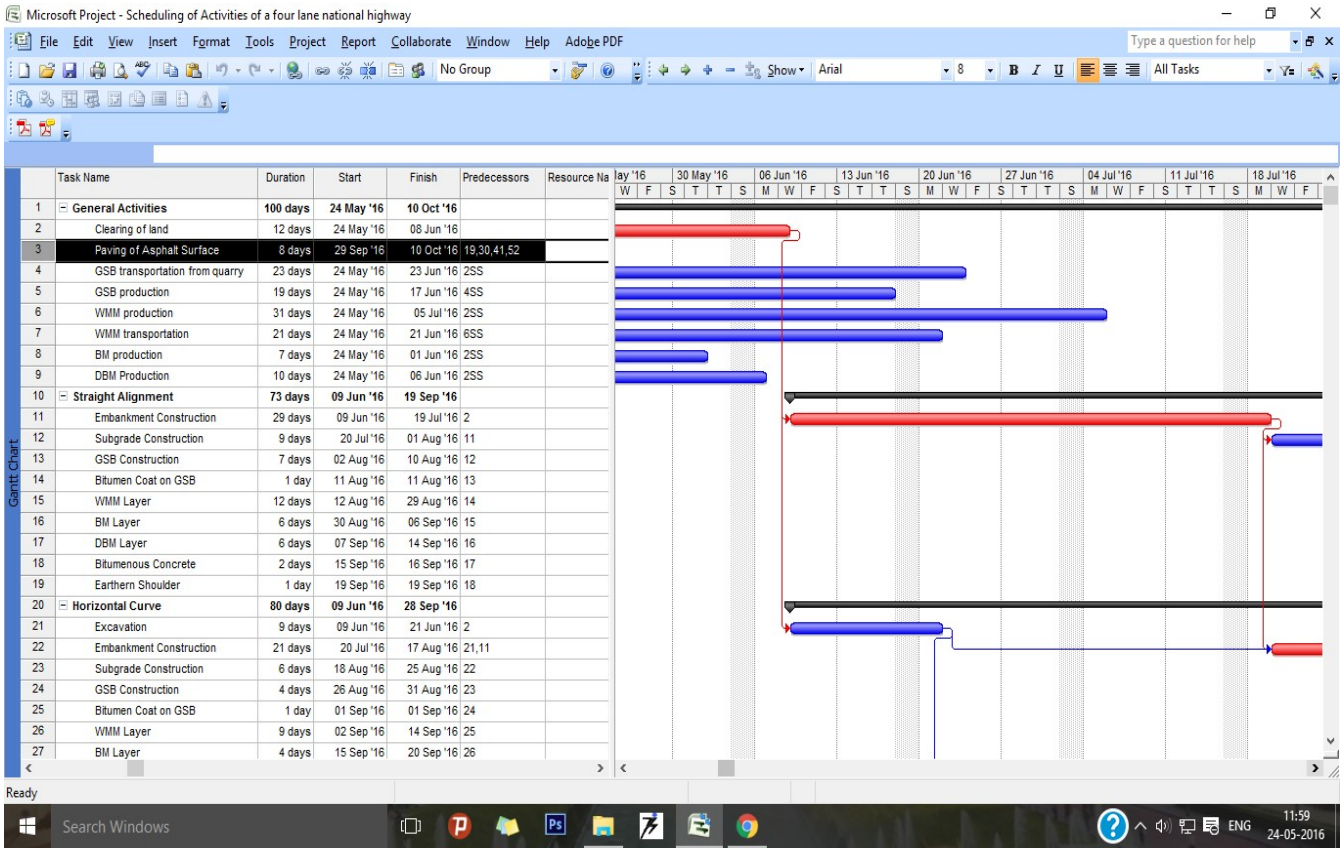 Microsoft Project - Scheduling of Activities of a four lane national highway
File Edit View Insert Format Tools Project Report Collaborate Window Help Adobe PDF Type a question for help
No Group Show Arial 8 B I U All Tasks
Task Name Duration Start Finish Predecessors Resource Na lay '16 30 May '16 06 Jun '16 13 Jun '16 20 Jun '16 27 Jun '16 04 Jul '16 11 Jul '16 18 Jul '16
W F S T T S M W F S T T S M W F S T T S M W F S T T S M W F
1 General Activities 100 days 24 May '16 10 Oct '16
2 Clearing of land 12 days 24 May '16 08 Jun '16
3 Paving of Asphalt Surface 8 days 29 Sep '16 10 Oct '16 19,30,41,52
4 GSB transportation from quarry 23 days 24 May '16 23 Jun '16 2SS
5 GSB production 19 days 24 May '16 17 Jun '16 4SS
6 WMM production 31 days 24 May '16 05 Jul '16 2SS
7 WMM transportation 21 days 24 May '16 21 Jun '16 6SS
8 BM production 7 days 24 May '16 01 Jun '16 2SS
9 DBM Production 10 days 24 May '16 06 Jun '16 2SS
10 Straight Alignment 73 days 09 Jun '16 19 Sep '16
11 Embankment Construction 29 days 09 Jun '16 19 Jul '16 2
12 Subgrade Construction 9 days 20 Jul '16 01 Aug '16 11
13 GSB Construction 7 days 02 Aug '16 10 Aug '16 12
14 Bitumen Coat on GSB 1 day 11 Aug '16 11 Aug '16 13
15 WMM Layer 12 days 12 Aug '16 29 Aug '16 14
16 BM Layer 6 days 30 Aug '16 06 Sep '16 15
17 DBM Layer 6 days 07 Sep '16 14 Sep '16 16
18 Bitumenous Concrete 2 days 15 Sep '16 16 Sep '16 17
19 Earthern Shoulder 1 day 19 Sep '16 19 Sep '16 18
20 Horizontal Curve 80 days 09 Jun '16 28 Sep '16
21 Excavation 9 days 09 Jun '16 21 Jun '16 2
22 Embankment Construction 21 days 20 Jul '16 17 Aug '16 21,11
23 Subgrade Construction 6 days 18 Aug '16 25 Aug '16 22
24 GSB Construction 4 days 26 Aug '16 31 Aug '16 23
25 Bitumen Coat on GSB 1 day 01 Sep '16 01 Sep '16 24
26 WMM Layer 9 days 02 Sep '16 14 Sep '16 25
27 BM Layer 4 days 15 Sep '16 20 Sep '16 26
Gantt Chart
Ready
Search Windows Ps ENG 11:59
24-05-2016